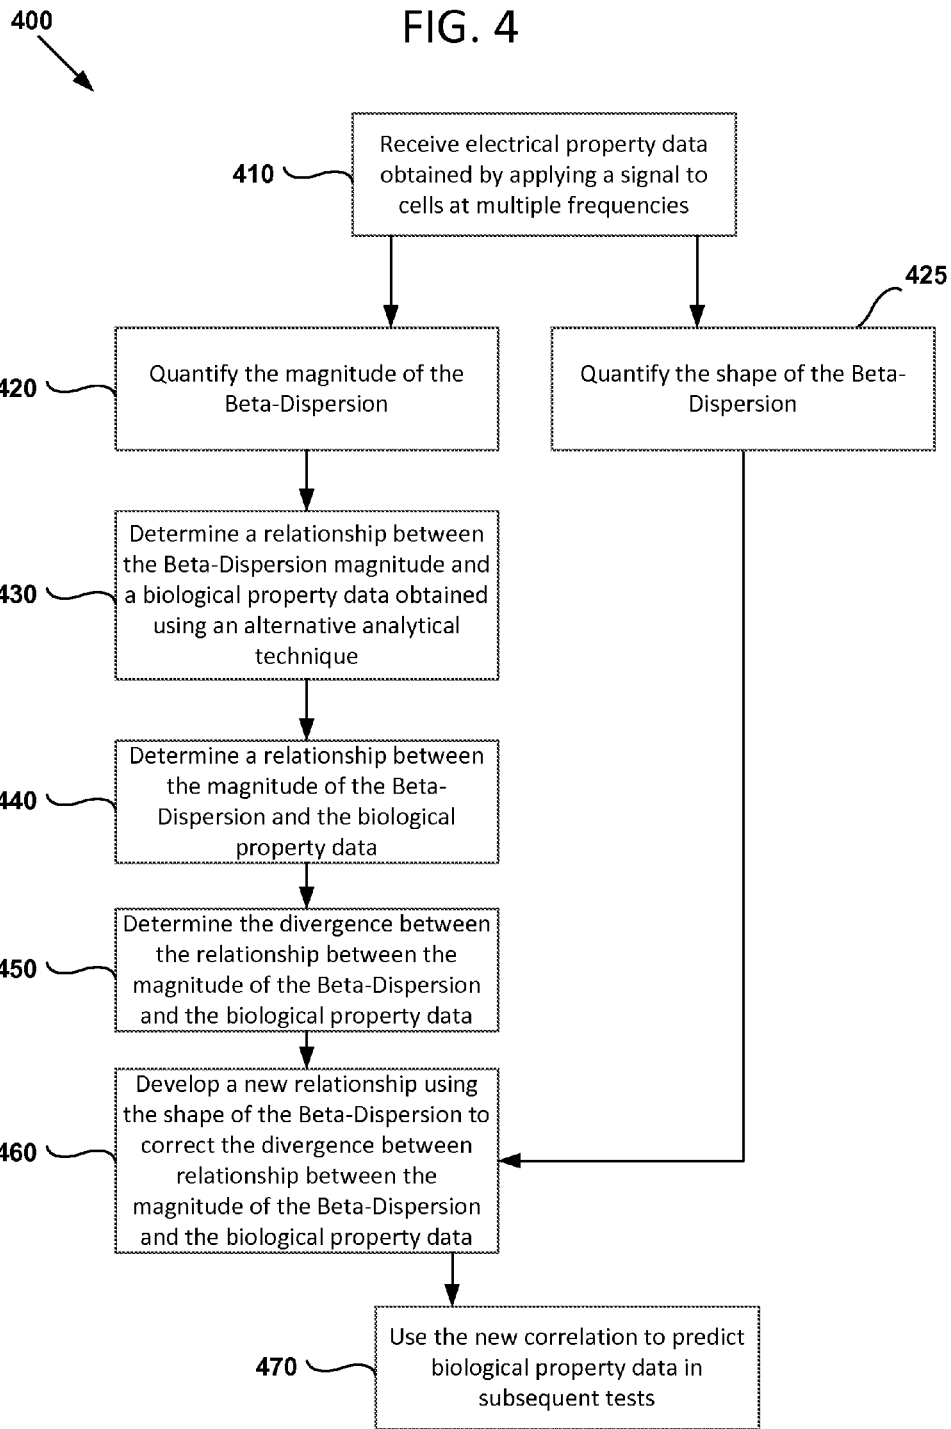 400
FIG. 4
410
Receive electrical property data
obtained by applying a signal to
cells at multiple frequencies
425
420
Quantify the magnitude of the
Beta-Dispersion
Quantify the shape of the Beta-
Dispersion
430
Determine a relationship between
the Beta-Dispersion magnitude and
a biological property data obtained
using an alternative analytical
technique
440
Determine a relationship between
the magnitude of the Beta-
Dispersion and the biological
property data
450
Determine the divergence between
the relationship between the
magnitude of the Beta-Dispersion
and the biological property data
460
Develop a new relationship using
the shape of the Beta-Dispersion to
correct the divergence between
relationship between the
magnitude of the Beta-Dispersion
and the biological property data
470
Use the new correlation to predict
biological property data in
subsequent tests